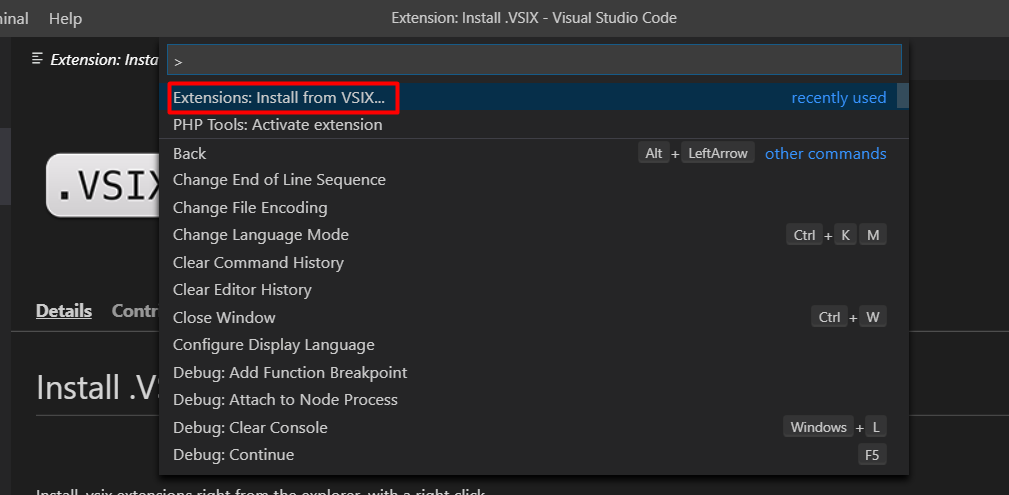 inal Help Extension: Install .VSIX - Visual Studio Code
Extension: Insta
>
Extensions: Install from VSIX... recently used
PHP Tools: Activate extension
Back Alt + LeftArrow other commands
Change End of Line Sequence
Change File Encoding
Change Language Mode Ctrl + K M
Clear Command History
Clear Editor History
Close Window Ctrl + W
Configure Display Language
Debug: Add Function Breakpoint
Debug: Attach to Node Process
Debug: Clear Console Windows + L
Debug: Continue F5
.VSIX
Details Contr
Install .VS
Install .vsix extensions right from the explorer, with a right click